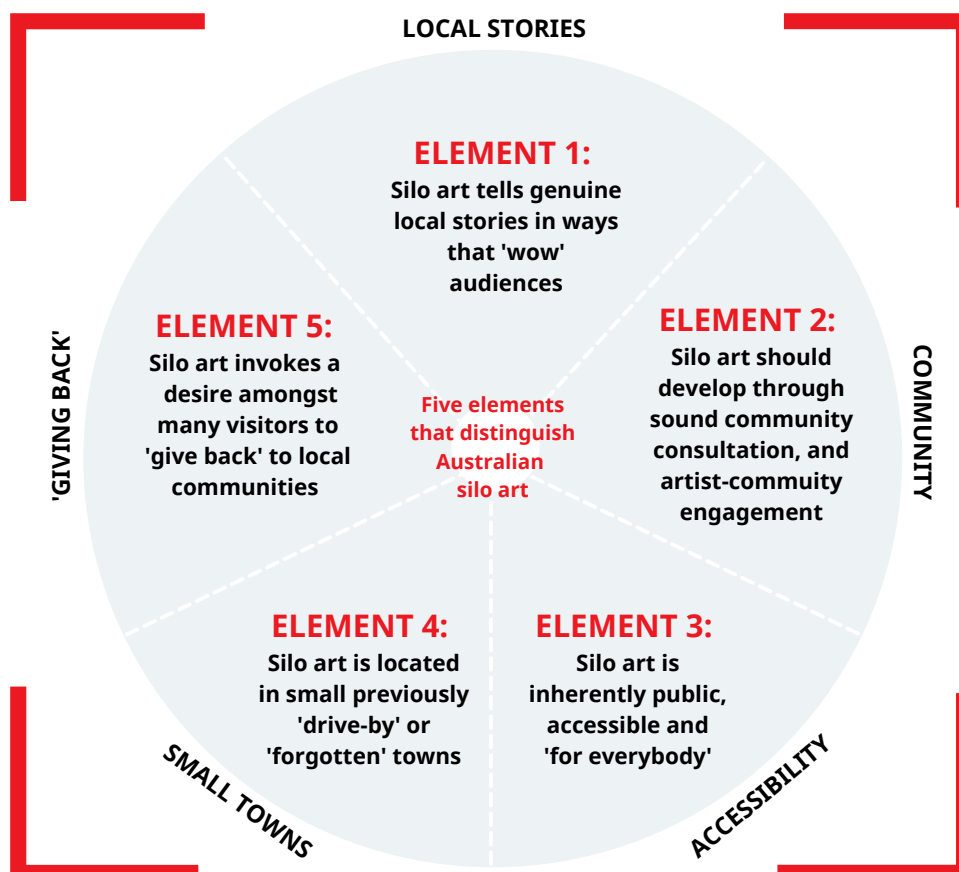 LOCAL STORIES
ELEMENT 1:
Silo art tells genuine
local stories in ways
that 'wow'
audiences
COMMUNITY
ELEMENT 2:
Silo art should
develop through
sound community
consultation, and
artist-commuity
engagement
ACCESSIBILITY
ELEMENT 3:
Silo art is
inherently public,
accessible and
'for everybody'
SMALL TOWNS
ELEMENT 4:
Silo art is located
in small previously
'drive-by' or
'forgotten' towns
'GIVING BACK'
ELEMENT 5:
Silo art invokes a
desire amongst
many visitors to
'give back' to local
communities
Five elements
that distinguish
Australian
silo art